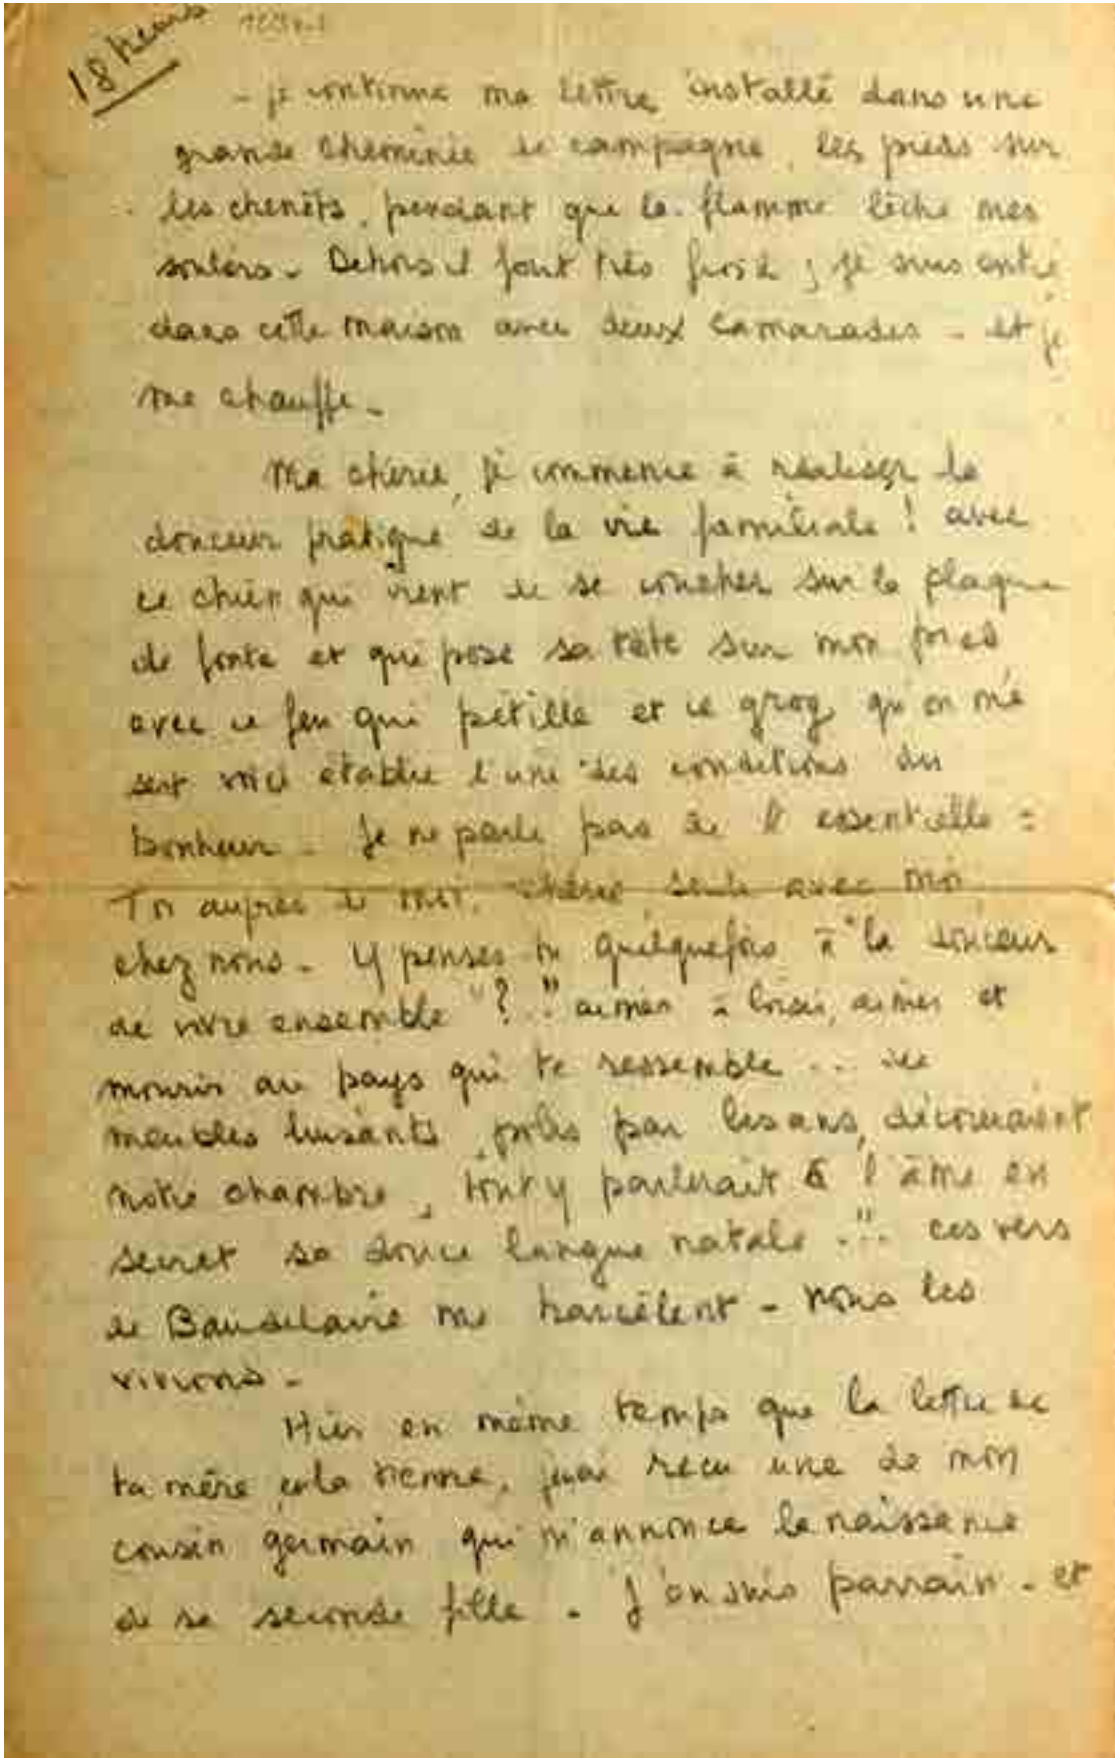 18 heures
- je continue ma lettre, installé dans une
grande cheminée de campagne, les pieds sur
les chenêts, pendant que la flamme lèche mes
souliers - Dehors il fait très froid ; je suis entré
dans cette maison avec deux camarades - et je
me chauffe -
Ma chérie, je commence à réaliser la
douceur pratique de la vie familiale ! avec
ce chien qui vient de se coucher sur la plaque
de fonte et qui pose sa tête sur mon pied
avec ce feu qui pétille et ce grog qu'on me
sert voici établie l'une des conditions du
bonheur - Je ne parle pas de l'essentielle :
Toi auprès de moi, chérie seule avec moi
chez nous - Y penses tu quelquefois à "la douceur
de vivre ensemble" ? " aimer à loisir, aimer et
mourir au pays qui te ressemble ... des
meubles luisants, polis par les ans, décoreraient
notre chambre, tout y parlerait à l'âme en
secret sa douce langue natale ." ces vers
de Baudelaire me harcèlent - nous les
vivrons -
Hier en même temps que la lettre de
ta mère et la tienne, j'ai reçu une de mon
cousin germain qui m'annonce la naissance
de sa seconde fille - j'en suis parrain - et